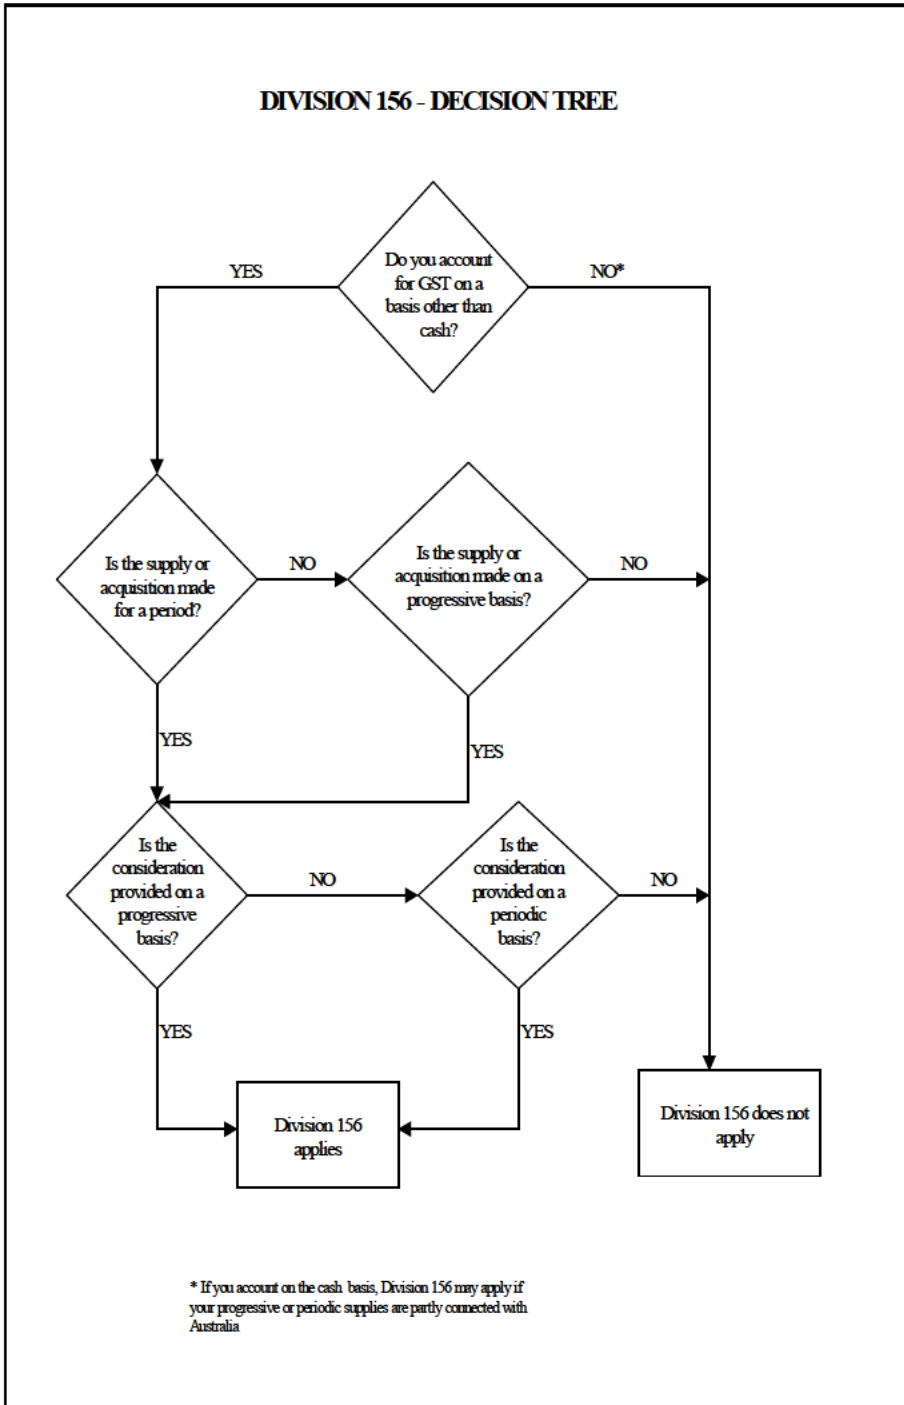 DIVISION 156 - DECISION TREE
Do you account
for GST on a
basis other than
cash?
YES
NO*
Is the supply or
acquisition made
for a period?
NO
Is the supply or
acquisition made on a
progressive basis?
NO
YES
YES
Is the
consideration
provided on a
progressive
basis?
NO
Is the
consideration
provided on a
periodic
basis?
NO
YES
YES
Division 156
applies
Division 156 does not
apply
* If you account on the cash basis, Division 156 may apply if
your progressive or periodic supplies are partly connected with
Australia